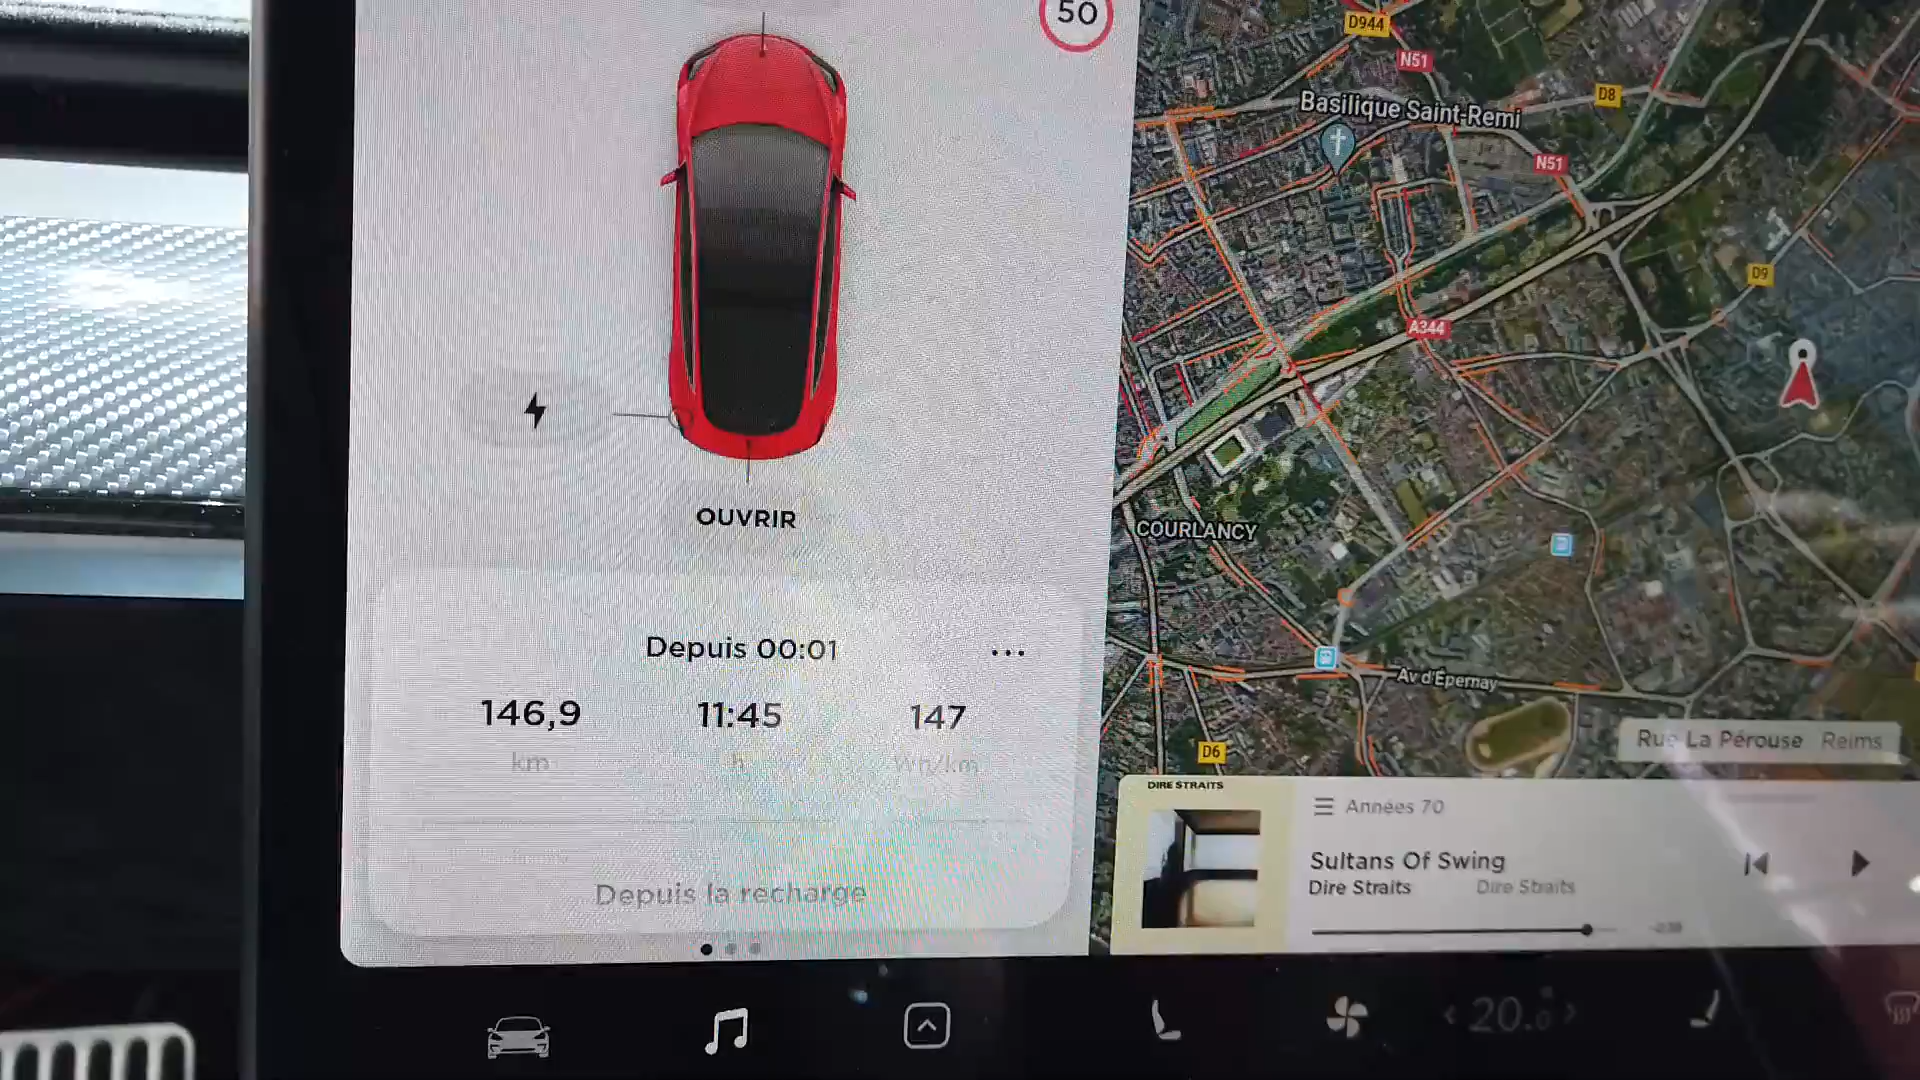 50
OUVRIR
Depuis 00:01
...
146,9
11:45
147
km
h
Wh/km
Depuis la recharge
D944
N51
D8
Basilique Saint-Remi
N51
D9
A344
COURLANCY
Av d'Épernay
D6
Rue La Pérouse Reims
DIRE STRAITS
Années 70
Sultans Of Swing
Dire Straits
Dire Straits
20.0